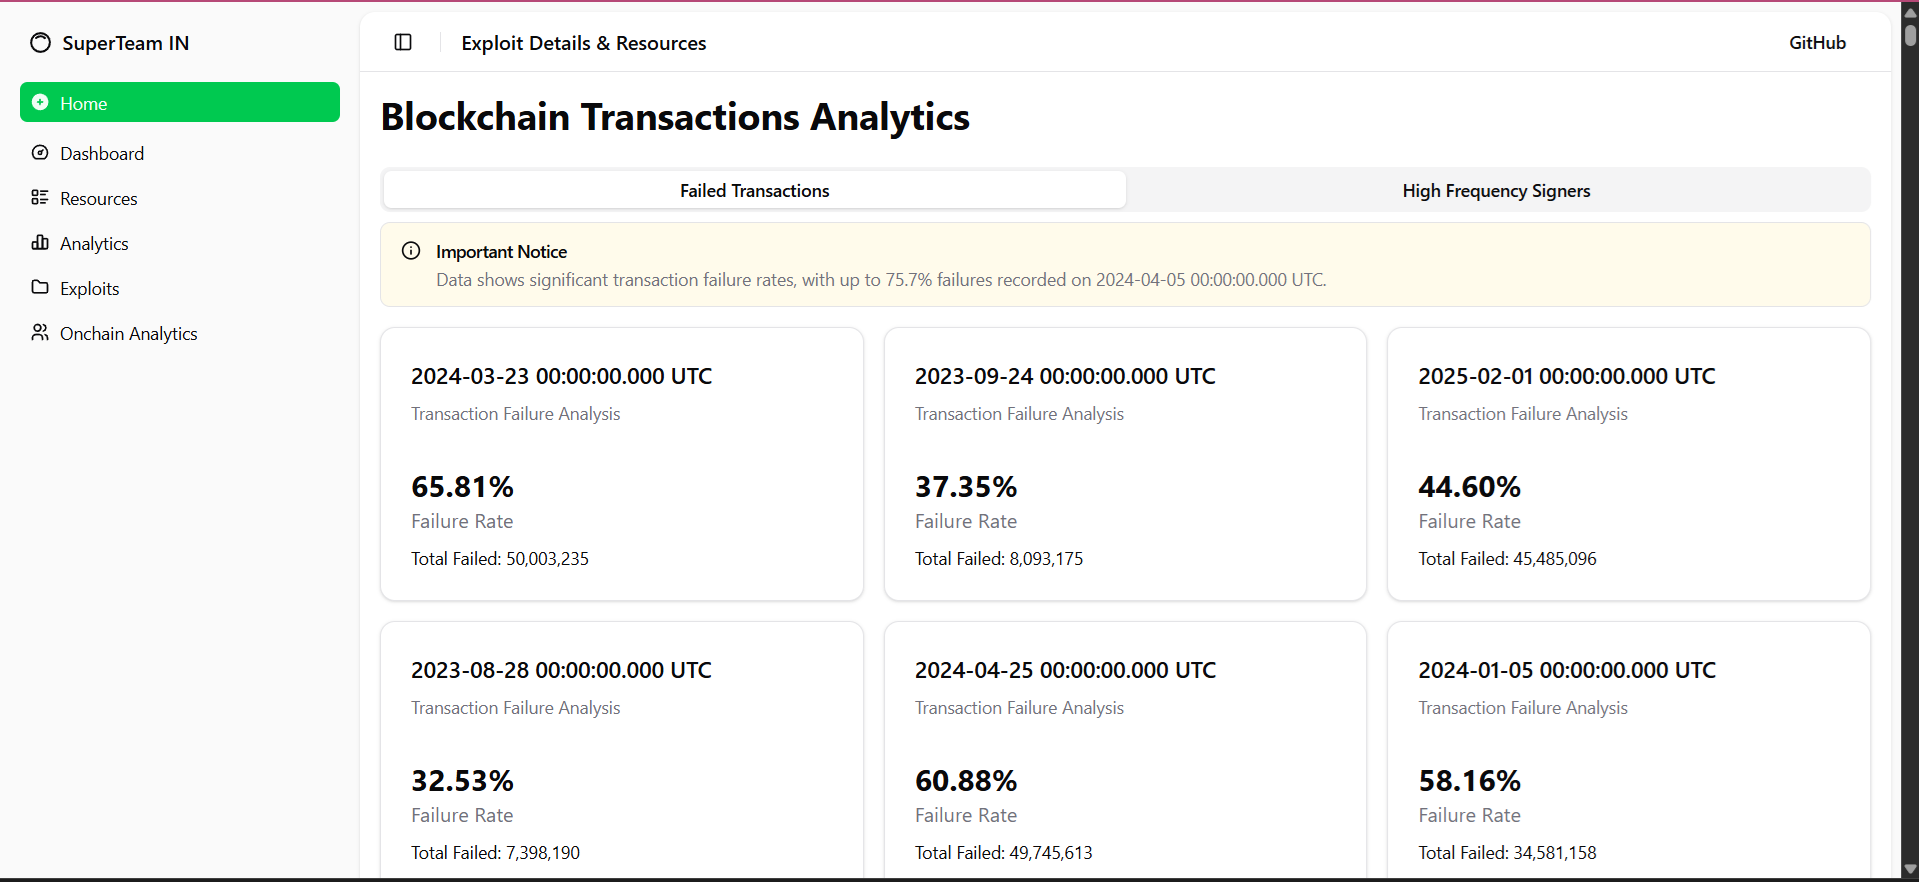 SuperTeam IN
Home
Dashboard
Resources
Analytics
Exploits
Onchain Analytics
Exploit Details & Resources
GitHub
Blockchain Transactions Analytics
Failed Transactions
High Frequency Signers
Important Notice
Data shows significant transaction failure rates, with up to 75.7% failures recorded on 2024-04-05 00:00:00.000 UTC.
2024-03-23 00:00:00.000 UTC
Transaction Failure Analysis
65.81%
Failure Rate
Total Failed: 50,003,235
2023-09-24 00:00:00.000 UTC
Transaction Failure Analysis
37.35%
Failure Rate
Total Failed: 8,093,175
2025-02-01 00:00:00.000 UTC
Transaction Failure Analysis
44.60%
Failure Rate
Total Failed: 45,485,096
2023-08-28 00:00:00.000 UTC
Transaction Failure Analysis
32.53%
Failure Rate
Total Failed: 7,398,190
2024-04-25 00:00:00.000 UTC
Transaction Failure Analysis
60.88%
Failure Rate
Total Failed: 49,745,613
2024-01-05 00:00:00.000 UTC
Transaction Failure Analysis
58.16%
Failure Rate
Total Failed: 34,581,158